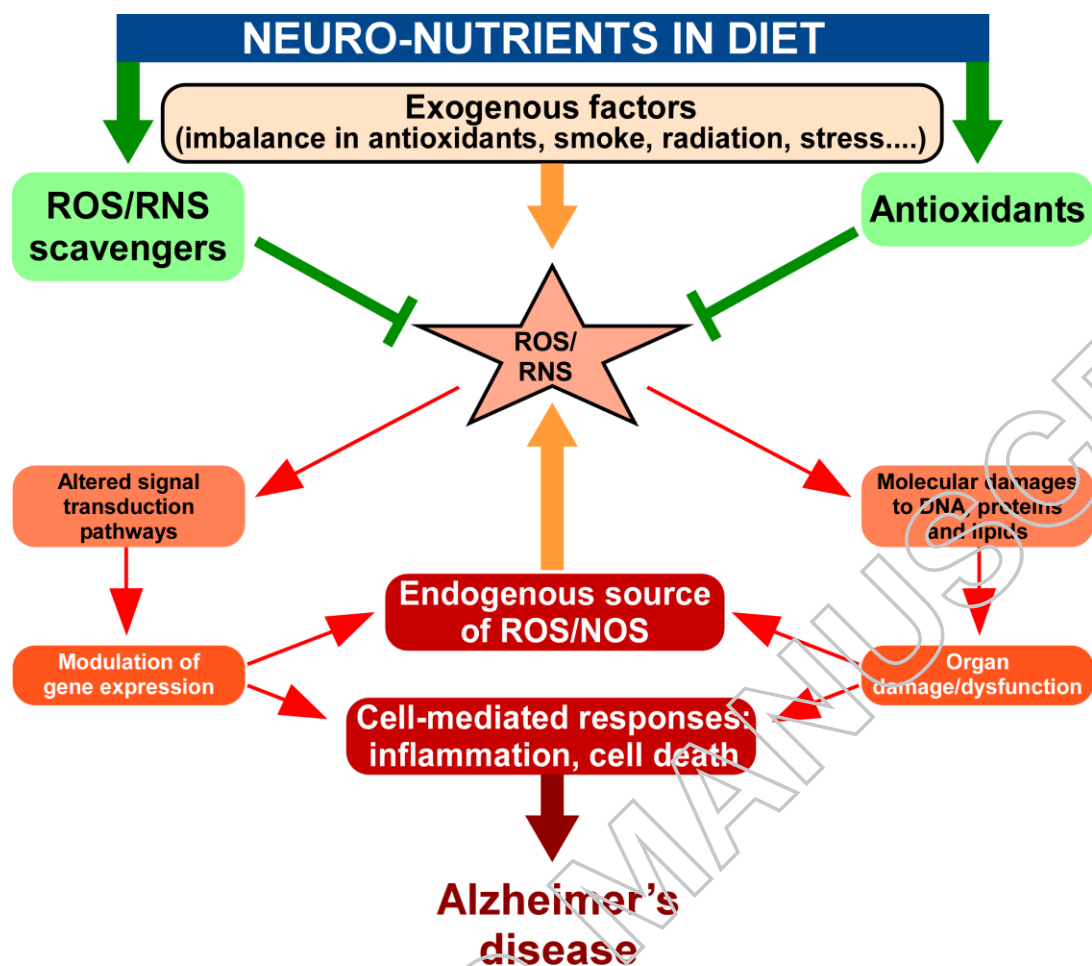 NEURO-NUTRIENTS IN DIET
Exogenous factors
(imbalance in antioxidants, smoke, radiation, stress....)
ROS/RNS
scavengers
Antioxidants
ROS/
RNS
Altered signal
transduction
pathways
Molecular damages
to DNA, proteins
and lipids
Endogenous source
of ROS/NOS
Modulation of
gene expression
Organ
damage/dysfunction
Cell-mediated responses:
inflammation, cell death
Alzheimer's
disease